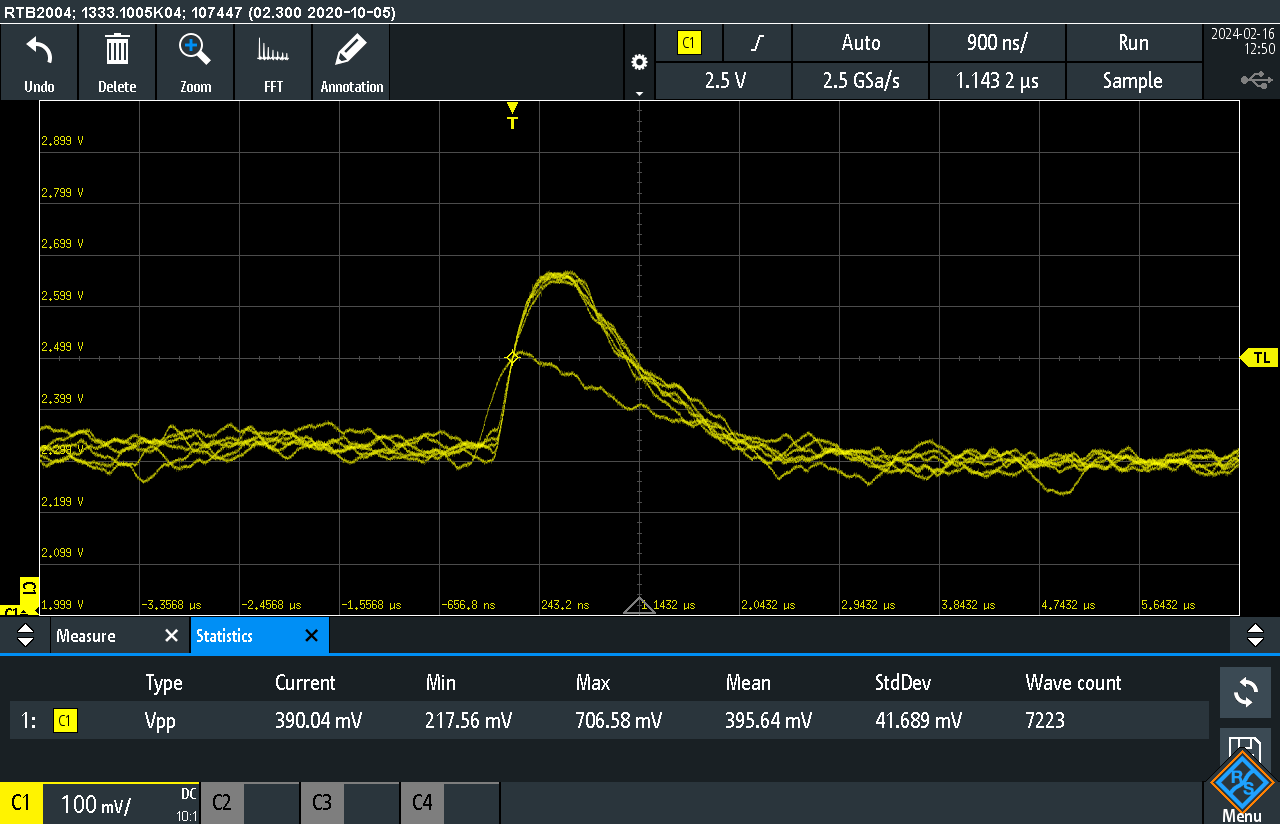 RTB2004; 1333.1005K04; 107447 (02.300 2020-10-05)
Undo Delete Zoom FFT Annotation
C1 Auto 900 ns/ Run
2.5 V 2.5 GSa/s 1.143 2 µs Sample
2024-02-16
12:50
T
2.899 V
2.799 V
2.699 V
2.599 V
2.499 V
TL
2.399 V
2.299 V
2.199 V
2.099 V
C1
C1
1.999 V -3.3568 µs -2.4568 µs -1.5568 µs -656.8 ns 243.2 ns 1.1432 µs 2.0432 µs 2.9432 µs 3.8432 µs 4.7432 µs 5.6432 µs
Measure Statistics
Type Current Min Max Mean StdDev Wave count
1: C1 Vpp 390.04 mV 217.56 mV 706.58 mV 395.64 mV 41.689 mV 7223
C1 100 mV/ DC 10:1 C2 C3 C4
R S
Menu